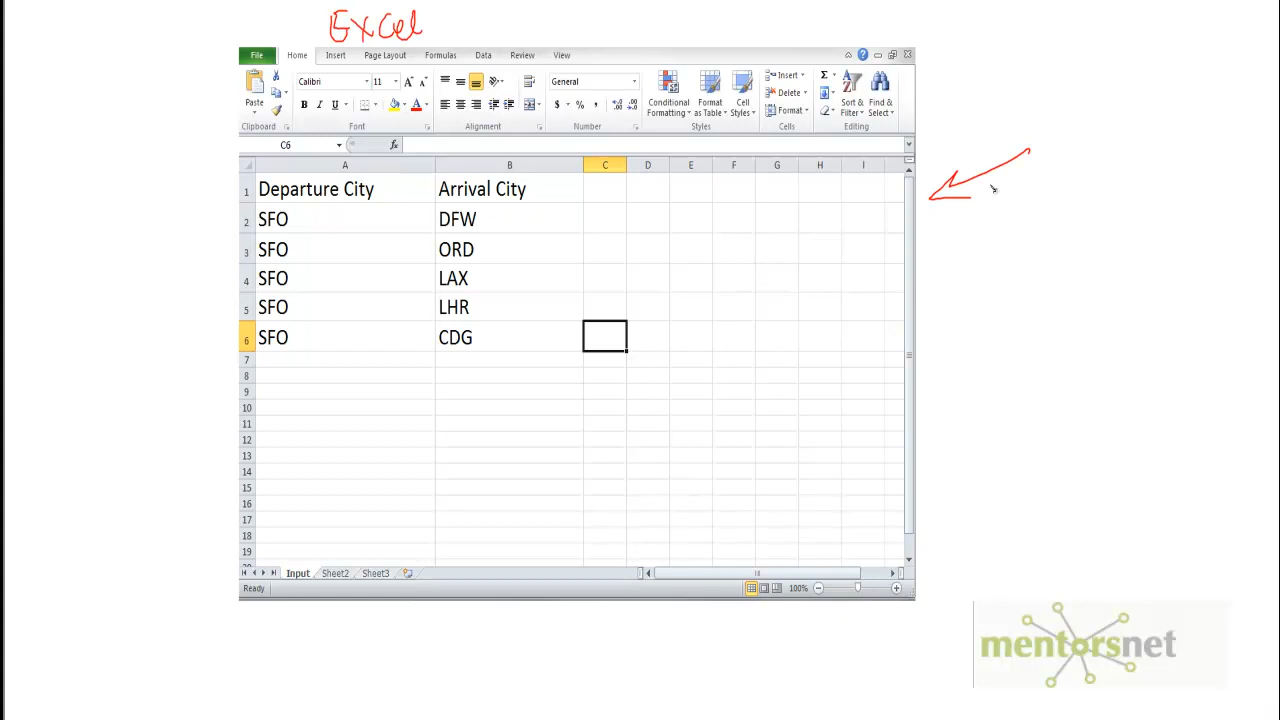 Excel
File Home Insert Page Layout Formulas Data Review View
Paste
Clipboard
Calibri 11
B I U
Font
Alignment
General
$ % ,
Number
Conditional Formatting
Format as Table
Cell Styles
Styles
Insert
Delete
Format
Cells
Σ
Sort & Filter
Find & Select
Editing
C6 fx
A B C D E F G H I
1 Departure City Arrival City
2 SFO DFW
3 SFO ORD
4 SFO LAX
5 SFO LHR
6 SFO CDG
7
8
9
10
11
12
13
14
15
16
17
18
19
Input Sheet2 Sheet3
Ready 100%
mentorsnet